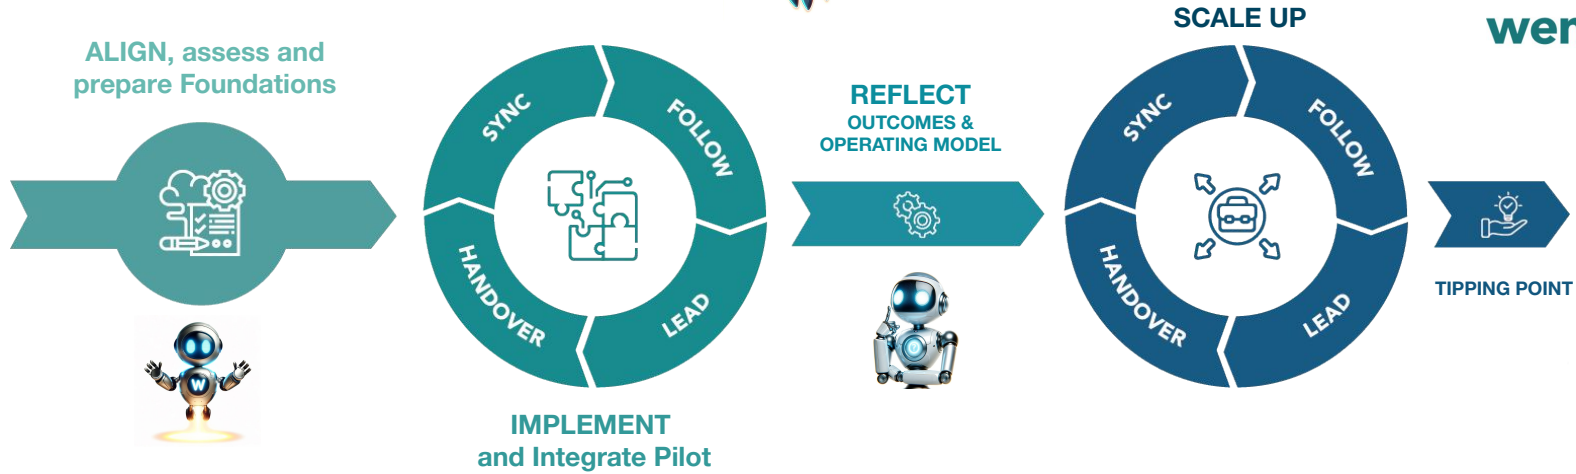 ALIGN, assess and
prepare Foundations
SYNC
FOLLOW
LEAD
HANDOVER
W
IMPLEMENT
and Integrate Pilot
REFLECT
OUTCOMES &
OPERATING MODEL
SCALE UP
SYNC
FOLLOW
LEAD
HANDOVER
wer
TIPPING POINT